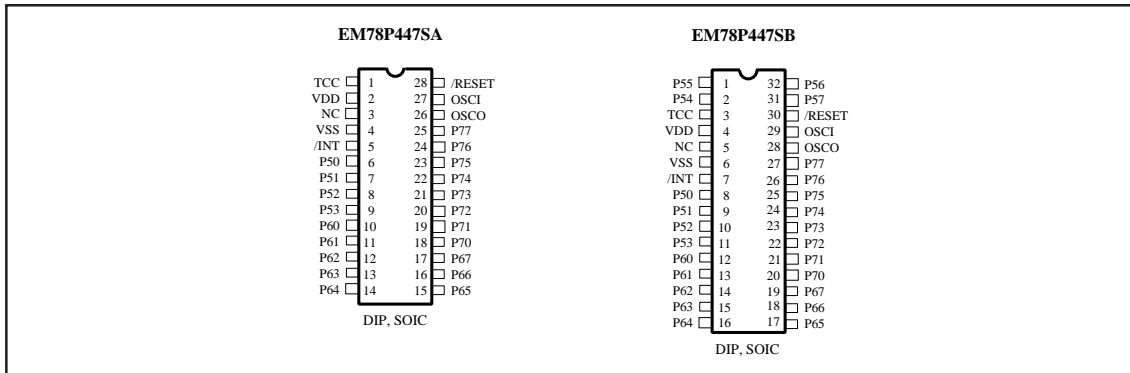 EM78P447SA
TCC 1 28 /RESET
VDD 2 27 OSCI
NC 3 26 OSCO
VSS 4 25 P77
/INT 5 24 P76
P50 6 23 P75
P51 7 22 P74
P52 8 21 P73
P53 9 20 P72
P60 10 19 P71
P61 11 18 P70
P62 12 17 P67
P63 13 16 P66
P64 14 15 P65
DIP, SOIC
EM78P447SB
P55 1 32 P56
P54 2 31 P57
TCC 3 30 /RESET
VDD 4 29 OSCI
NC 5 28 OSCO
VSS 6 27 P77
/INT 7 26 P76
P50 8 25 P75
P51 9 24 P74
P52 10 23 P73
P53 11 22 P72
P60 12 21 P71
P61 13 20 P70
P62 14 19 P67
P63 15 18 P66
P64 16 17 P65
DIP, SOIC